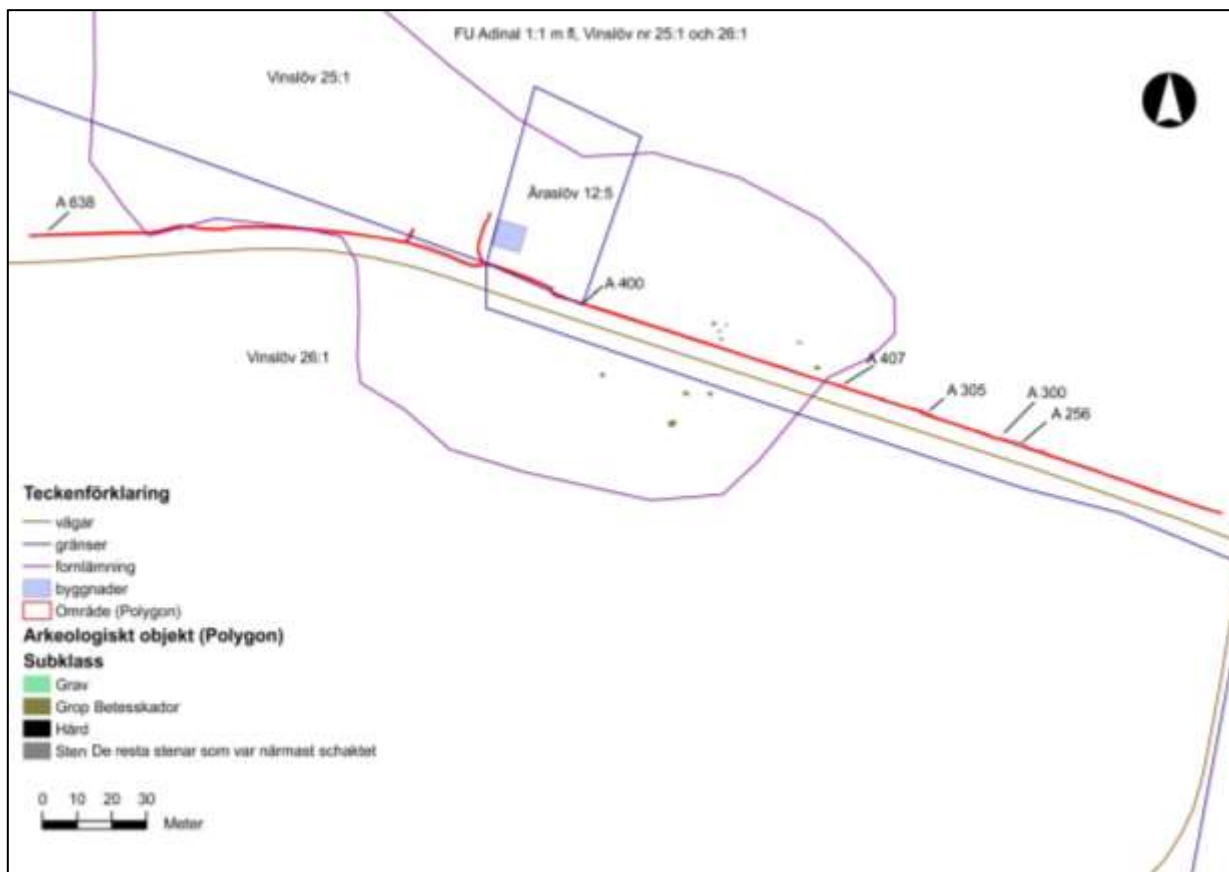 FU Adinal 1:1 m fl, Vinslöv nr 25:1 och 26:1
Vinslöv 25:1
Äraslöv 12:5
A 638
A 400
Vinslöv 26:1
A 407
A 305
A 300
A 256
Teckenförklaring
vägar
gränser
fornlämning
byggnader
Område (Polygon)
Arkeologiskt objekt (Polygon)
Subklass
Grav
Grop Betesskador
Härd
Sten De resta stenar som var närmast schaktet
0 10 20 30
Meter